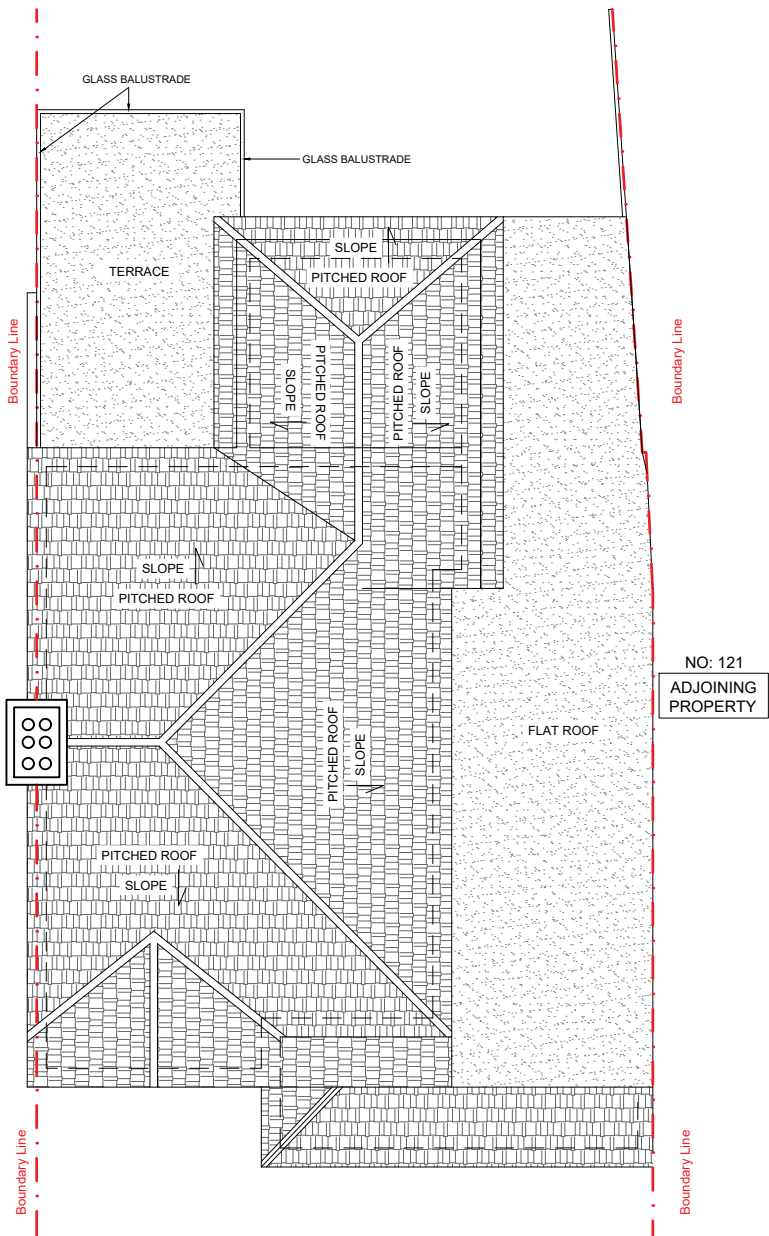 GLASS BALUSTRADE
GLASS BALUSTRADE
TERRACE
SLOPE
PITCHED ROOF
Boundary Line
Boundary Line
PITCHED ROOF
SLOPE
PITCHED ROOF
SLOPE
SLOPE
PITCHED ROOF
NO: 121
ADJOINING
PROPERTY
FLAT ROOF
PITCHED ROOF
SLOPE
PITCHED ROOF
SLOPE
Boundary Line
Boundary Line